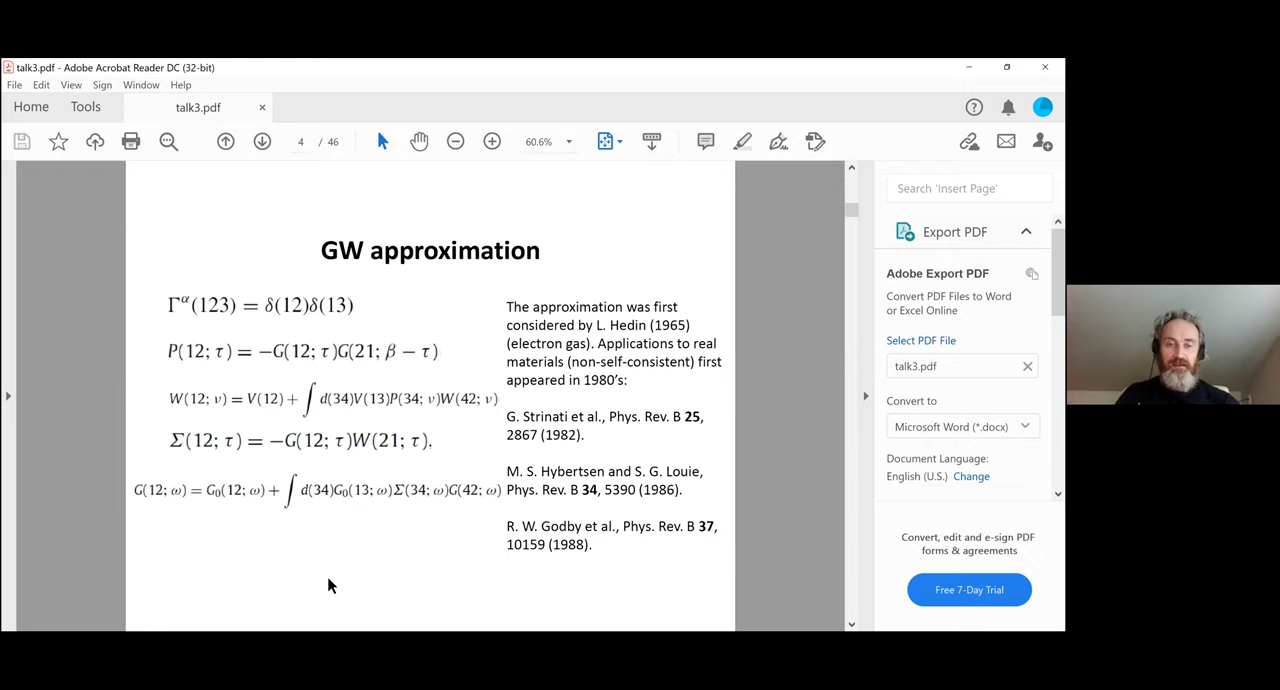 talk3.pdf - Adobe Acrobat Reader DC (32-bit)
File Edit View Sign Window Help
Home Tools talk3.pdf
4 / 46 60.6%
GW approximation
Γ^α(123) = δ(12)δ(13)
P(12; τ) = −G(12; τ)G(21; β − τ)
W(12; ν) = V(12) + ∫ d(34)V(13)P(34; ν)W(42; ν)
Σ(12; τ) = −G(12; τ)W(21; τ),
G(12; ω) = G₀(12; ω) + ∫ d(34)G₀(13; ω)Σ(34; ω)G(42; ω)
The approximation was first
considered by L. Hedin (1965)
(electron gas). Applications to real
materials (non-self-consistent) first
appeared in 1980's:
G. Strinati et al., Phys. Rev. B 25,
2867 (1982).
M. S. Hybertsen and S. G. Louie,
Phys. Rev. B 34, 5390 (1986).
R. W. Godby et al., Phys. Rev. B 37,
10159 (1988).
Search 'Insert Page'
Export PDF
Adobe Export PDF
Convert PDF Files to Word
or Excel Online
Select PDF File
talk3.pdf
Convert to
Microsoft Word (*.docx)
Document Language:
English (U.S.) Change
Convert, edit and e-sign PDF
forms & agreements
Free 7-Day Trial